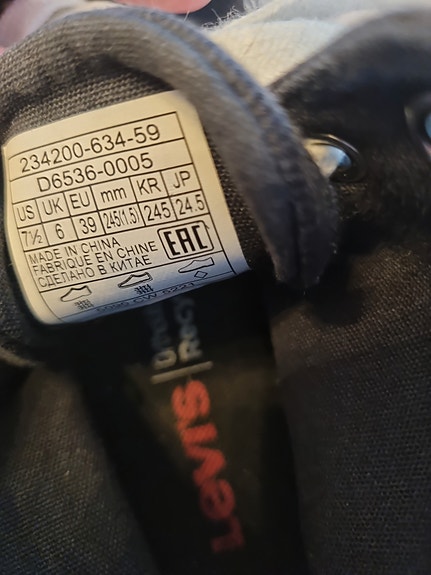 234200-634-59
D6536-0005
US UK EU mm KR JP
7½ 6 39 245(1.5) 245 24.5
MADE IN CHINA
FABRIQUE EN CHINE
СДЕЛАНО В КИТАЕ
EAC
LEVI'S